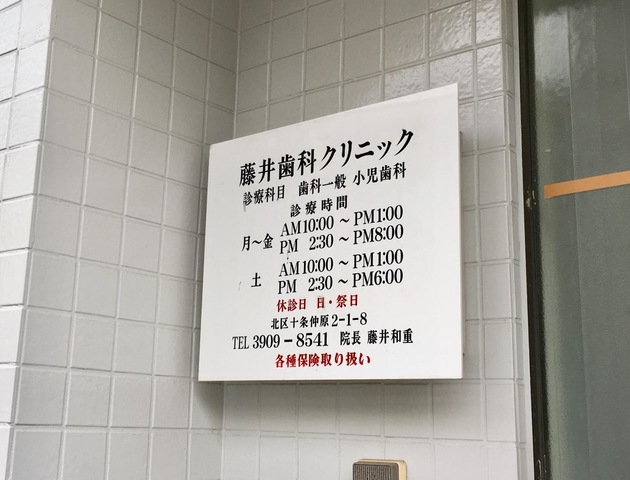 藤井歯科クリニック
診療科目 歯科一般 小児歯科
診療時間
月〜金 AM10:00 〜 PM1:00
PM 2:30 〜 PM8:00
土 AM10:00 〜 PM1:00
PM 2:30 〜 PM6:00
休診日 日・祭日
北区十条仲原2-1-8
TEL 3909-8541 院長 藤井和重
各種保険取り扱い